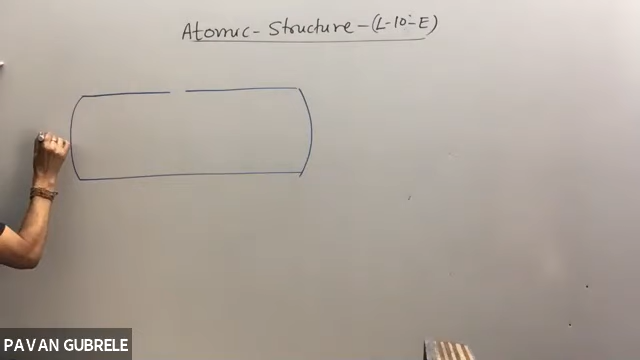 Atomic - Structure - (L-10-E)
PAVAN GUBRELE